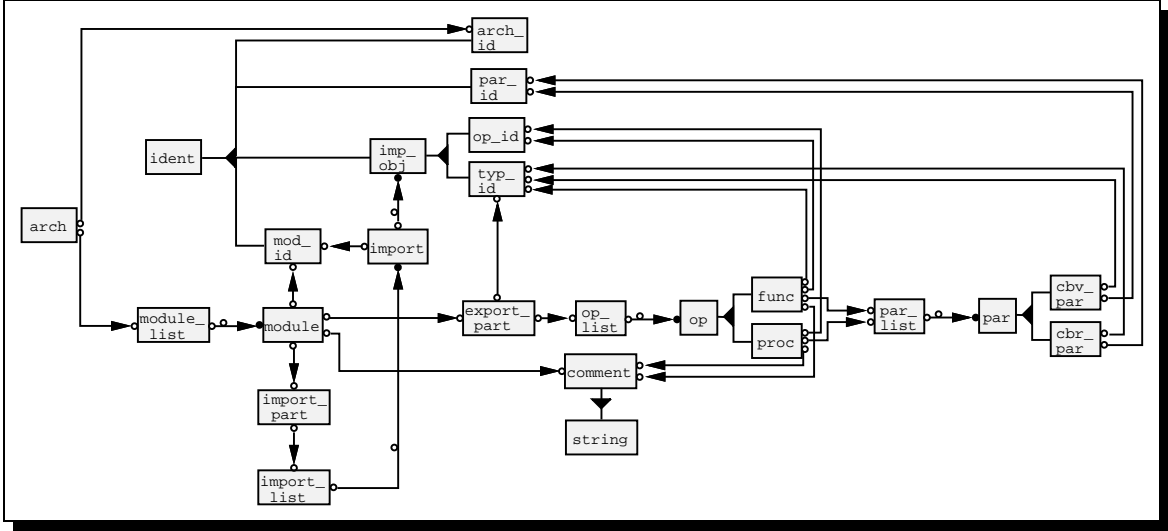 arch_
id
par_
id
op_id
imp_
obj
ident
typ_
id
arch
mod_
id
import
cbv_
par
func
module_
list
module
export_
part
op_
list
op
par_
list
par
proc
cbr_
par
comment
import_
part
string
import_
list